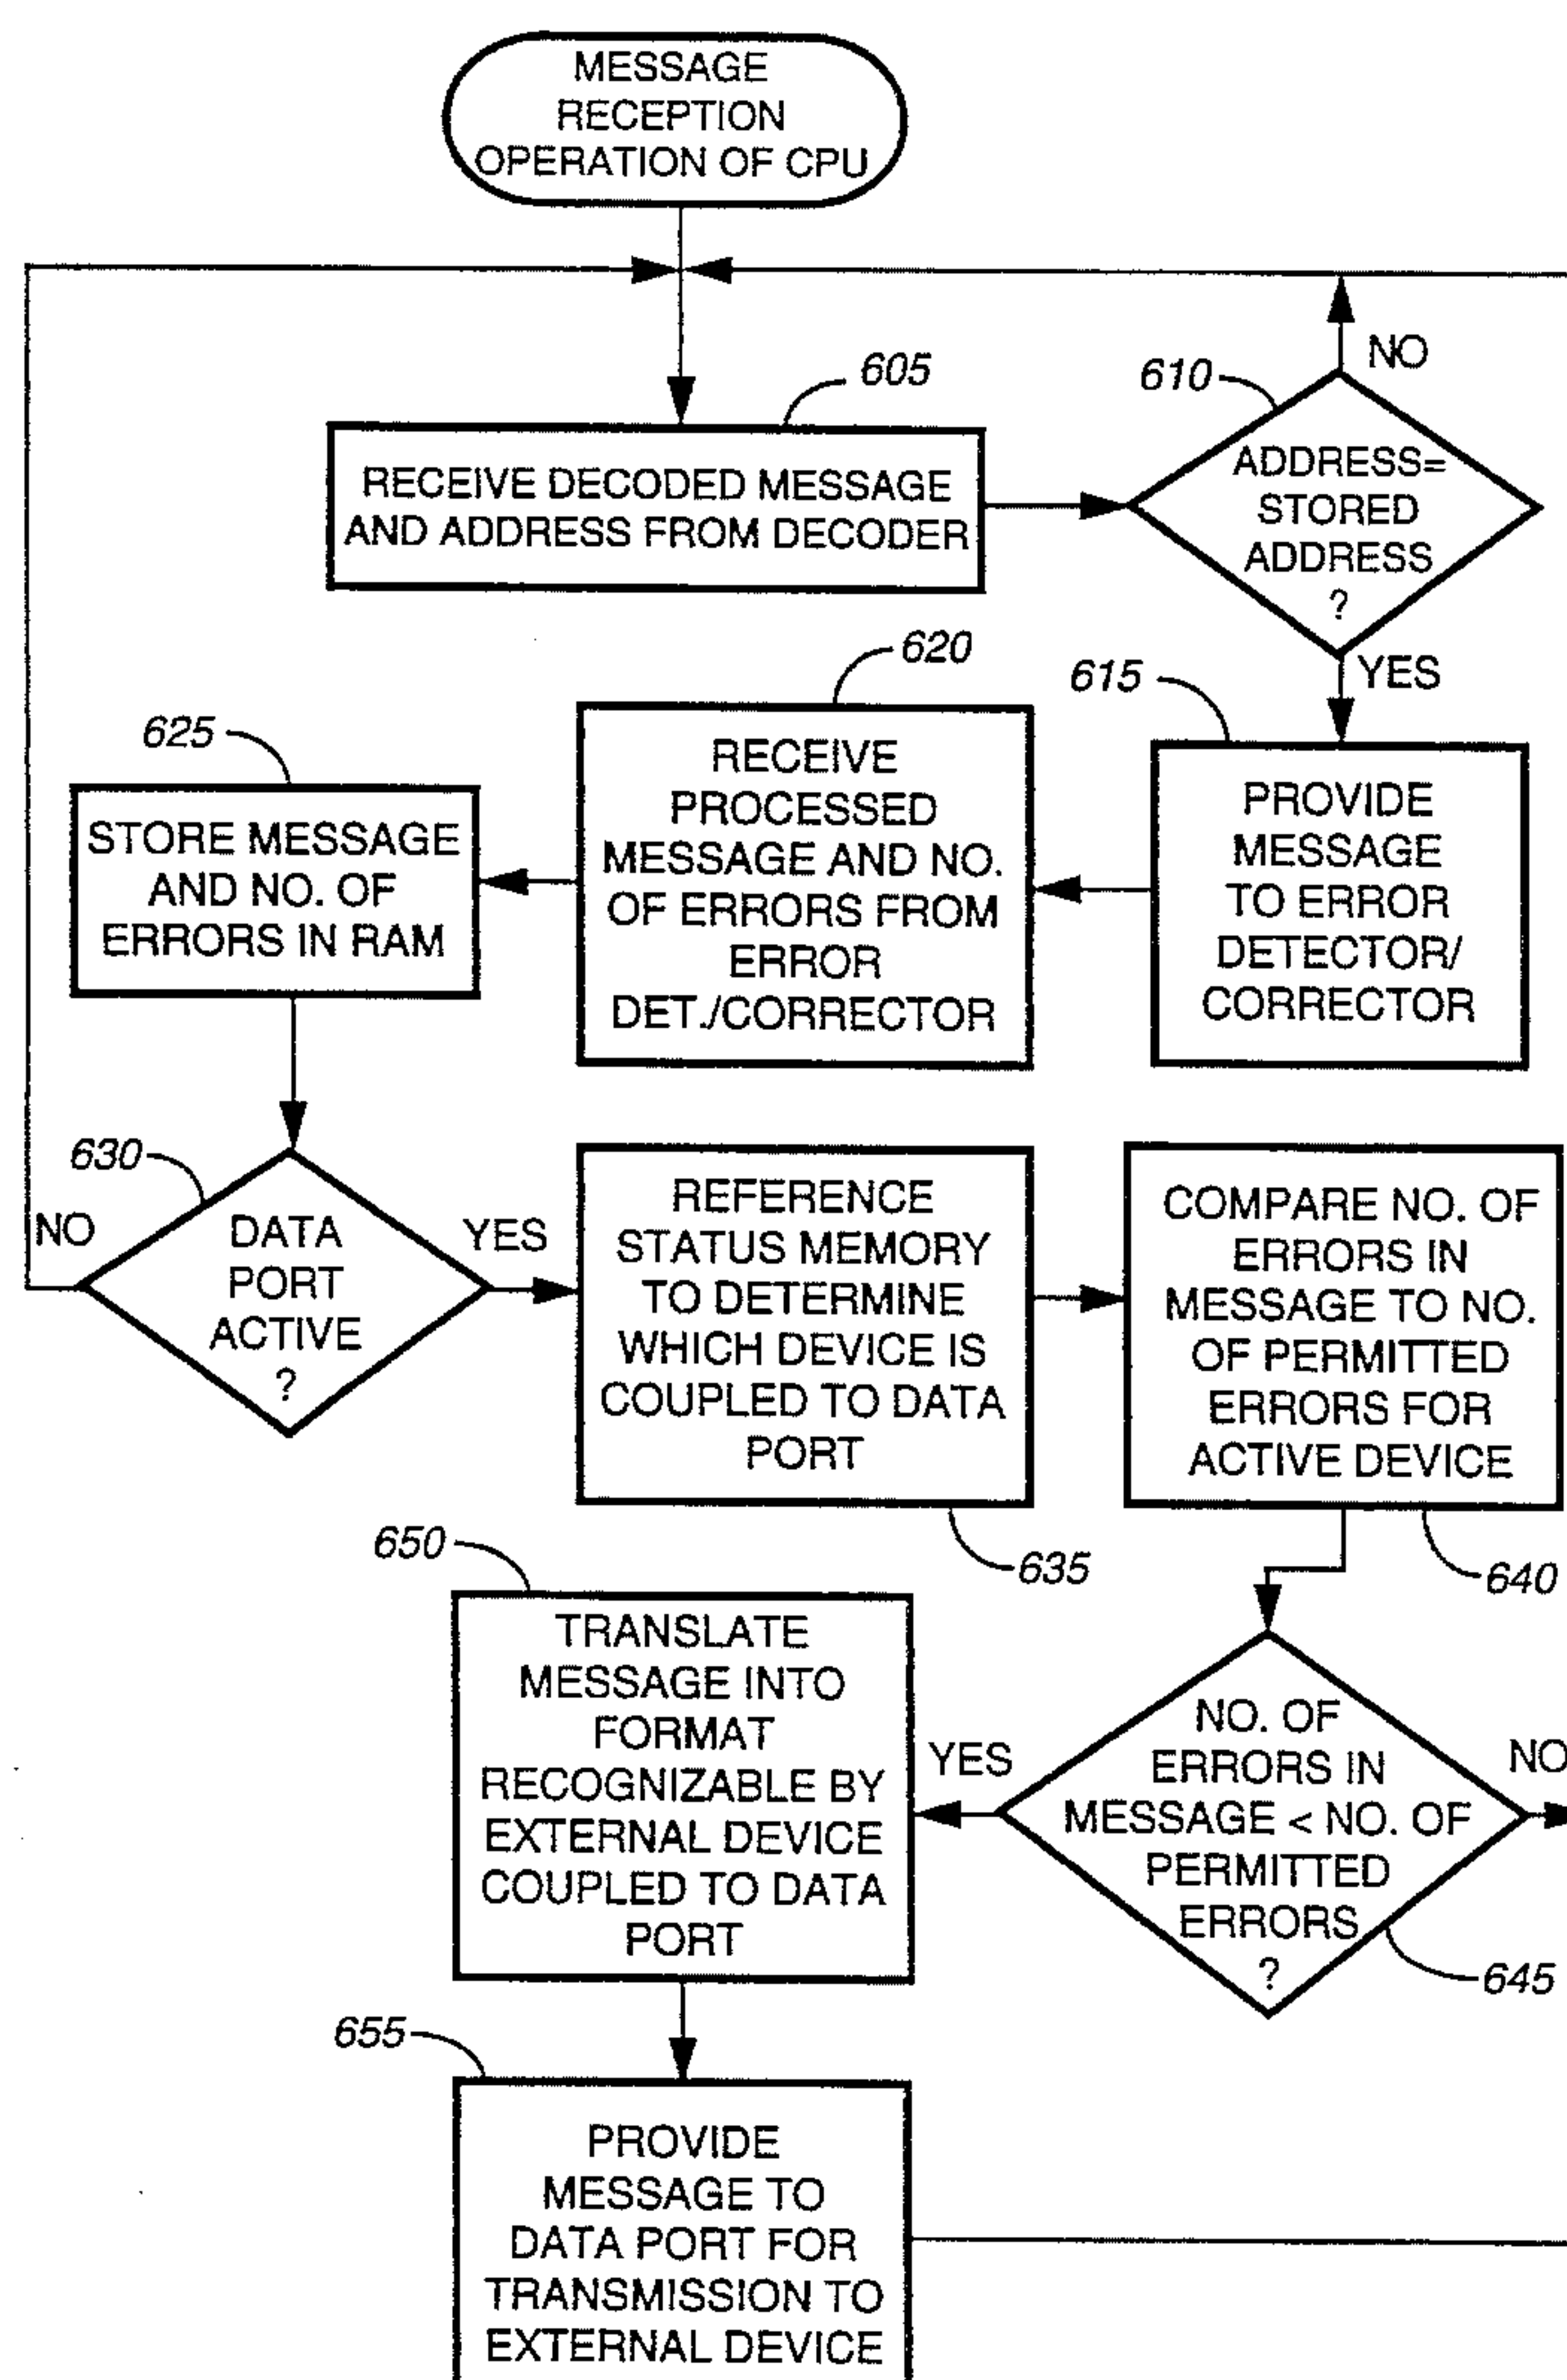 MESSAGE
RECEPTION
OPERATION OF CPU
605
RECEIVE DECODED MESSAGE
AND ADDRESS FROM DECODER
610
NO
ADDRESS=
STORED
ADDRESS
?
YES
615
PROVIDE
MESSAGE
TO ERROR
DETECTOR/
CORRECTOR
620
RECEIVE
PROCESSED
MESSAGE AND NO.
OF ERRORS FROM
ERROR
DET./CORRECTOR
625
STORE MESSAGE
AND NO. OF
ERRORS IN RAM
630
NO
DATA
PORT
ACTIVE
?
YES
REFERENCE
STATUS MEMORY
TO DETERMINE
WHICH DEVICE IS
COUPLED TO DATA
PORT
635
COMPARE NO. OF
ERRORS IN
MESSAGE TO NO.
OF PERMITTED
ERRORS FOR
ACTIVE DEVICE
640
NO. OF
ERRORS IN
MESSAGE < NO. OF
PERMITTED
ERRORS
?
645
YES
NO
650
TRANSLATE
MESSAGE INTO
FORMAT
RECOGNIZABLE BY
EXTERNAL DEVICE
COUPLED TO DATA
PORT
655
PROVIDE
MESSAGE TO
DATA PORT FOR
TRANSMISSION TO
EXTERNAL DEVICE